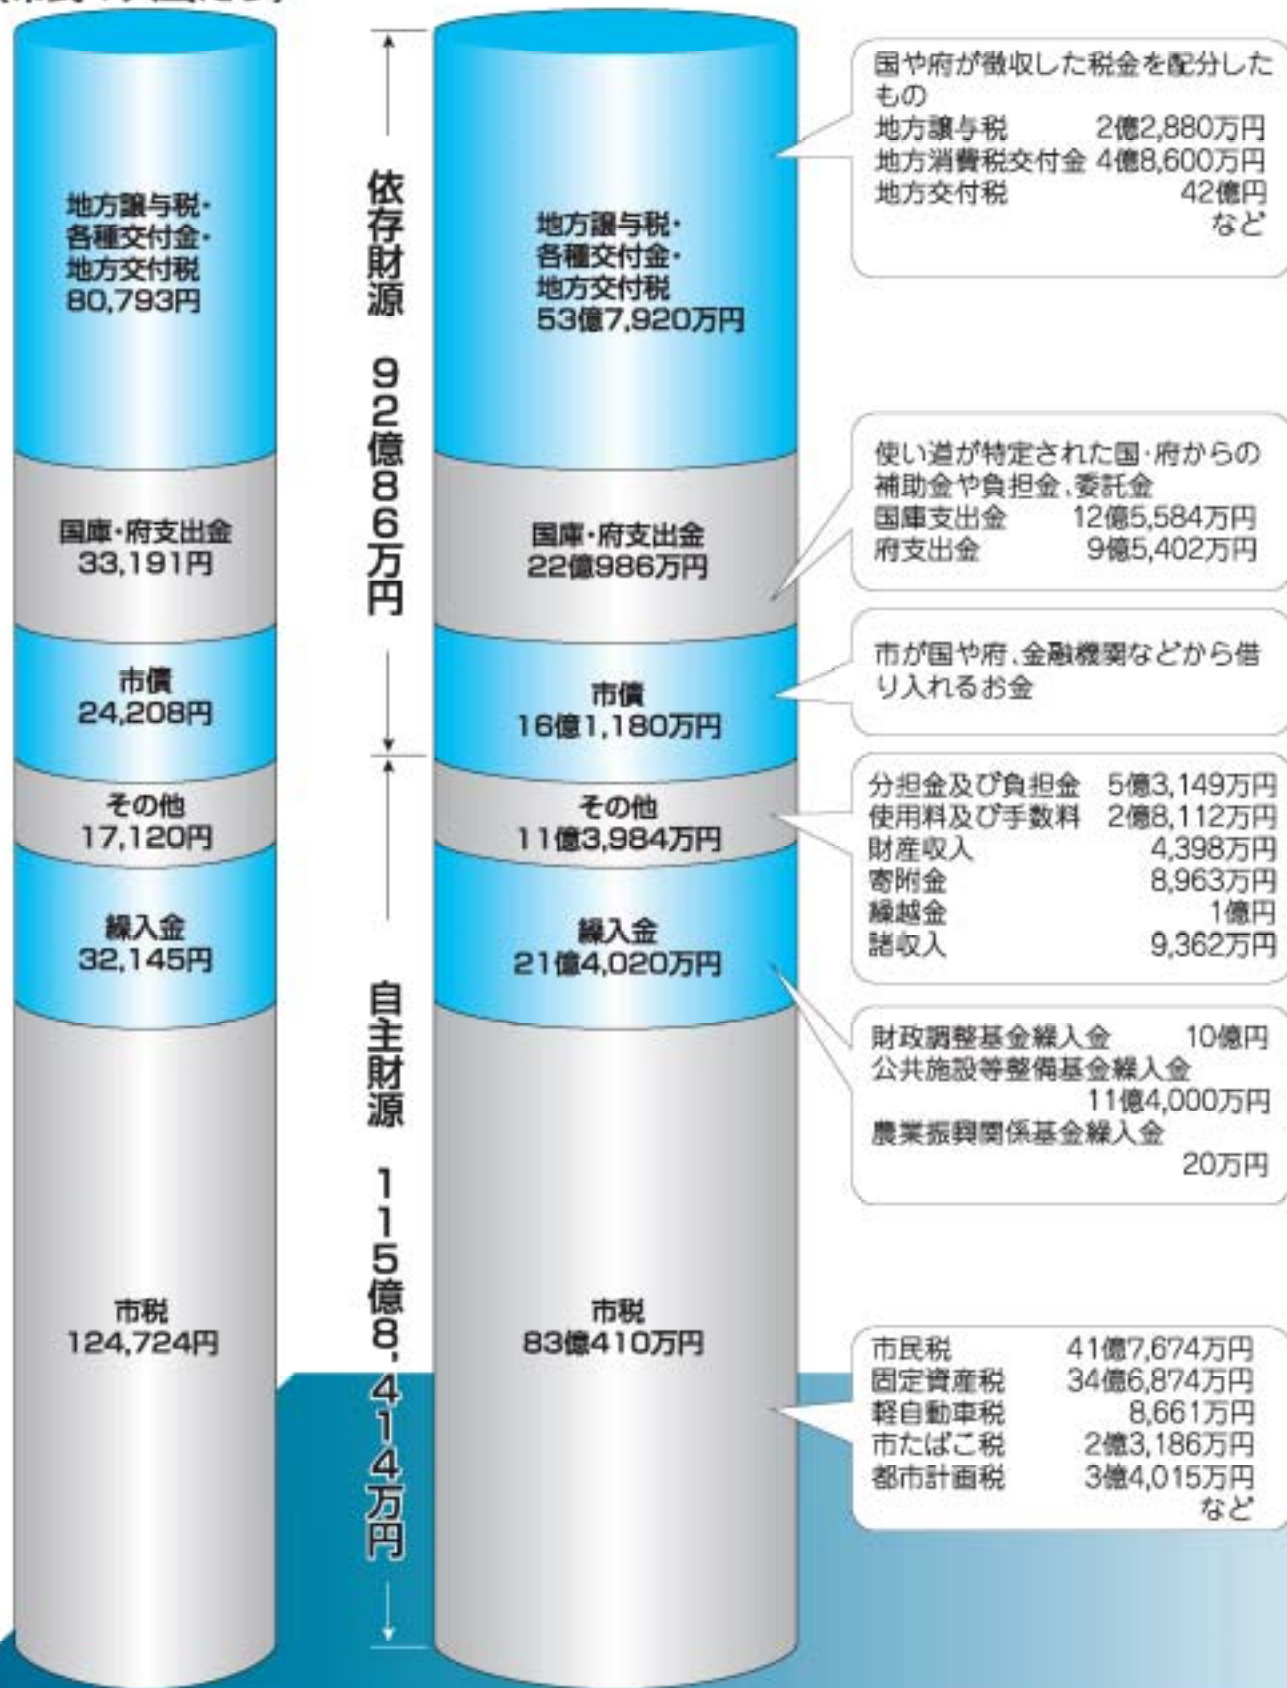 地方譲与税・
各種交付金・
地方交付税
80,793円
国庫・府支出金
33,191円
市債
24,208円
その他
17,120円
繰入金
32,145円
市税
124,724円
依存財源 92億86万円
自主財源 115億8,414万円
地方譲与税・
各種交付金・
地方交付税
53億7,920万円
国庫・府支出金
22億986万円
市債
16億1,180万円
その他
11億3,984万円
繰入金
21億4,020万円
市税
83億410万円
国や府が徴収した税金を配分した
もの
地方譲与税 2億2,880万円
地方消費税交付金 4億8,600万円
地方交付税 42億円
など
使い道が特定された国・府からの
補助金や負担金、委託金
国庫支出金 12億5,584万円
府支出金 9億5,402万円
市が国や府、金融機関などから借
り入れるお金
分担金及び負担金 5億3,149万円
使用料及び手数料 2億8,112万円
財産収入 4,398万円
寄附金 8,963万円
繰越金 1億円
諸収入 9,362万円
財政調整基金繰入金 10億円
公共施設等整備基金繰入金
11億4,000万円
農業振興関係基金繰入金
20万円
市民税 41億7,674万円
固定資産税 34億6,874万円
軽自動車税 8,661万円
市たばこ税 2億3,186万円
都市計画税 3億4,015万円
など